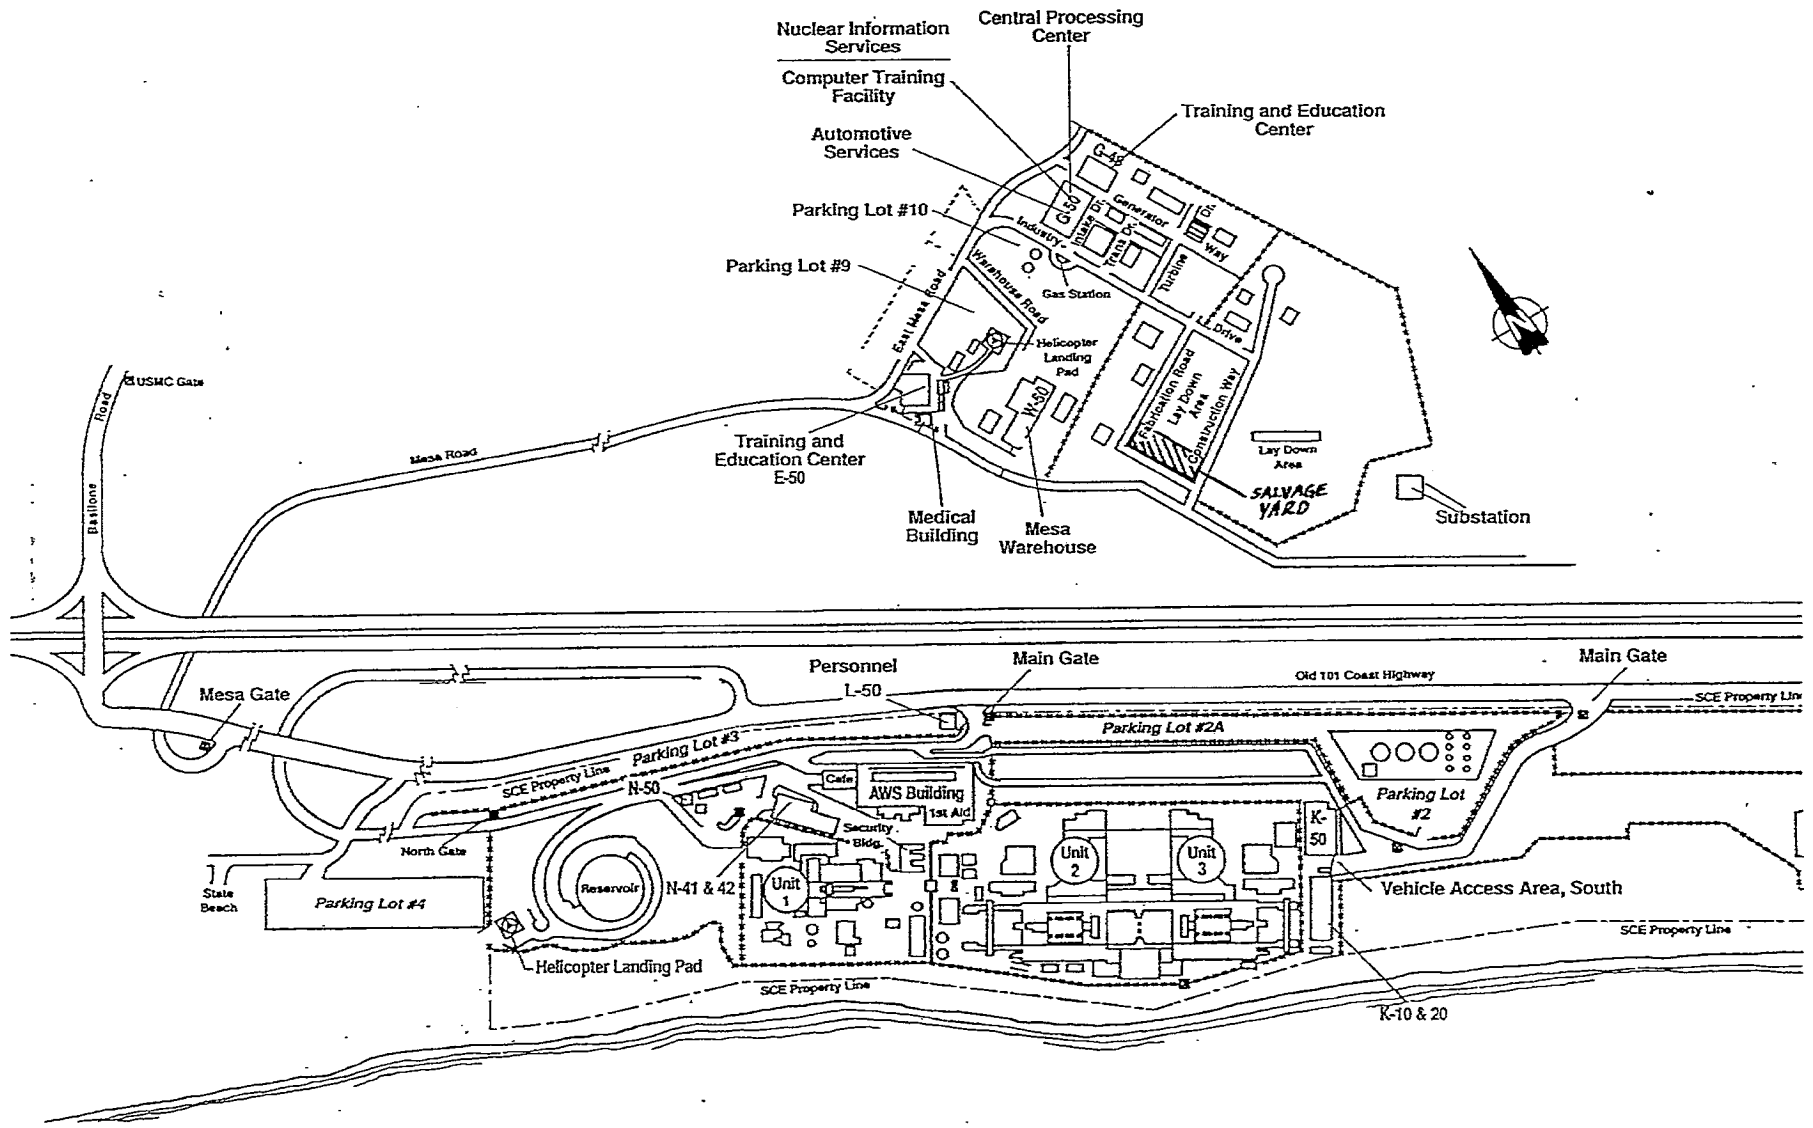 Nuclear Information
Services
Central Processing
Center
Computer Training
Facility
Training and Education
Center
Automotive
Services
G-48
Parking Lot #10
G-50
Intake Dr.
Generator
Way
Industry
Trans Dr.
Parking Lot #9
Warehouse Road
Gas Station
Turbine
East Mesa Road
Drive
Helicopter
Landing
Pad
USMC Gate
Basilone
Road
Fabrication Road
Lay Down
Area
Construction Way
W-50
Mesa Road
Training and
Education Center
E-50
Lay Down
Area
SALVAGE
YARD
Medical
Building
Mesa
Warehouse
Substation
Personnel
L-50
Main Gate
Main Gate
Old 101 Coast Highway
Mesa Gate
SCE Property Line
Parking Lot #3
Parking Lot #2A
SCE Property Line
N-50
Cafe
AWS Building
1st Aid
Parking Lot
#2
Security
Bldg.
K-
50
North Gate
Unit
2
Unit
3
State
Beach
Parking Lot #4
Reservoir
N-41 & 42
Unit
1
Vehicle Access Area, South
SCE Property Line
Helicopter Landing Pad
SCE Property Line
K-10 & 20
N